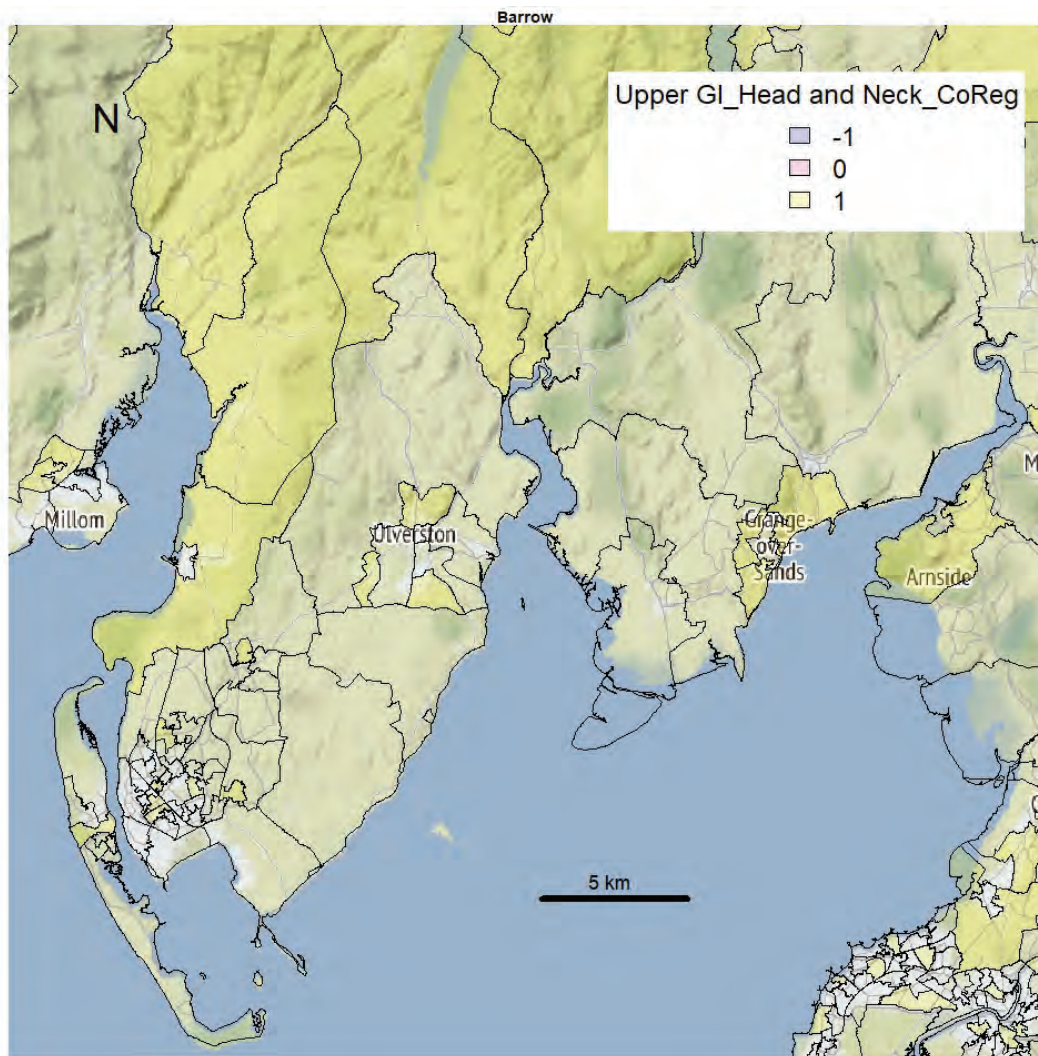 Barrow
N
Upper GI_Head and Neck_CoReg
-1
0
1
Millom
Ulverston
Grange-
over-
Sands
Arnside
M
5 km